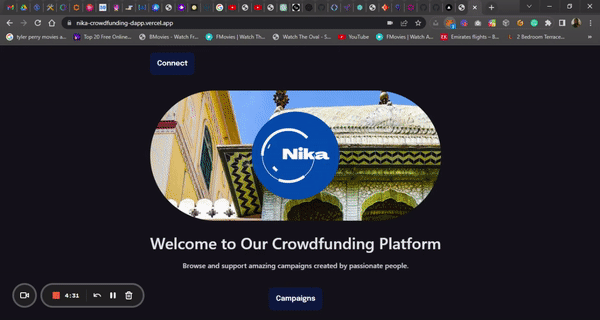 nika-crowdfunding-dapp.vercel.app
tyler perry movies a...
Top 20 Free Online...
BMovies - Watch Fr...
FMovies | Watch Th...
Watch The Oval - S...
YouTube
FMovies | Watch A...
Emirates flights – B...
2 Bedroom Terrace...
Connect
Nika
Welcome to Our Crowdfunding Platform
Browse and support amazing campaigns created by passionate people.
4:31
Campaigns